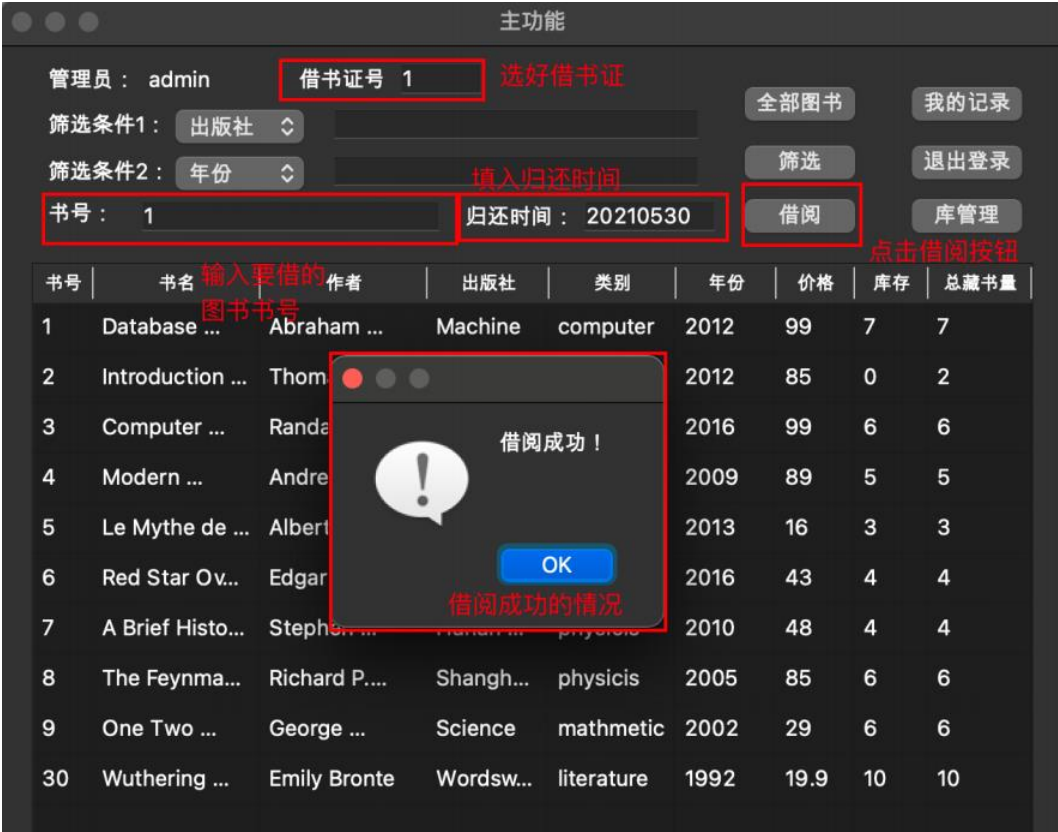 主功能
管理员： admin 借书证号 1 选好借书证
全部图书 我的记录
筛选条件1： 出版社
筛选条件2： 年份 筛选 退出登录
填入归还时间
书号： 1 归还时间： 20210530 借阅 库管理
点击借阅按钮
输入要借的
图书书号
书号 书名 作者 出版社 类别 年份 价格 库存 总藏书量
1 Database ... Abraham ... Machine computer 2012 99 7 7
2 Introduction ... Thom 2012 85 0 2
3 Computer ... Randa 2016 99 6 6
4 Modern ... Andre 2009 89 5 5
5 Le Mythe de ... Albert 2013 16 3 3
6 Red Star Ov... Edgar 2016 43 4 4
7 A Brief Histo... Stephen ... 2010 48 4 4
8 The Feynma... Richard P.... Shangh... physicis 2005 85 6 6
9 One Two ... George ... Science mathmetic 2002 29 6 6
30 Wuthering ... Emily Bronte Wordsw... literature 1992 19.9 10 10
借阅成功！
OK
借阅成功的情况